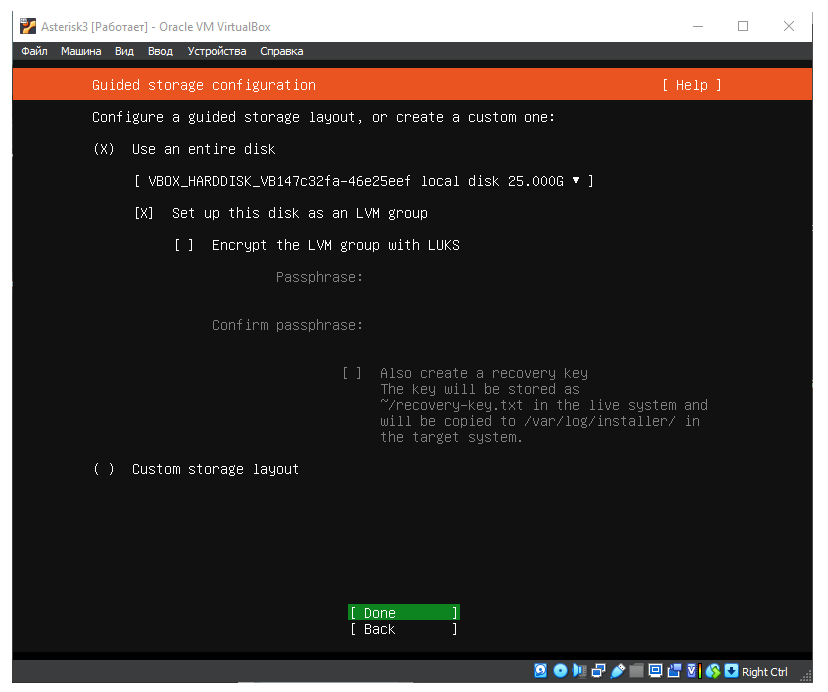 Asterisk3 [Работает] - Oracle VM VirtualBox
Файл Машина Вид Ввод Устройства Справка
Guided storage configuration [ Help ]
Configure a guided storage layout, or create a custom one:
(X) Use an entire disk
[ VBOX_HARDDISK_VB147c32fa-46e25eef local disk 25.000G ▾ ]
[X] Set up this disk as an LVM group
[ ] Encrypt the LVM group with LUKS
Passphrase:
Confirm passphrase:
[ ] Also create a recovery key
The key will be stored as
~/recovery-key.txt in the live system and
will be copied to /var/log/installer/ in
the target system.
( ) Custom storage layout
[ Done ]
[ Back ]
Right Ctrl